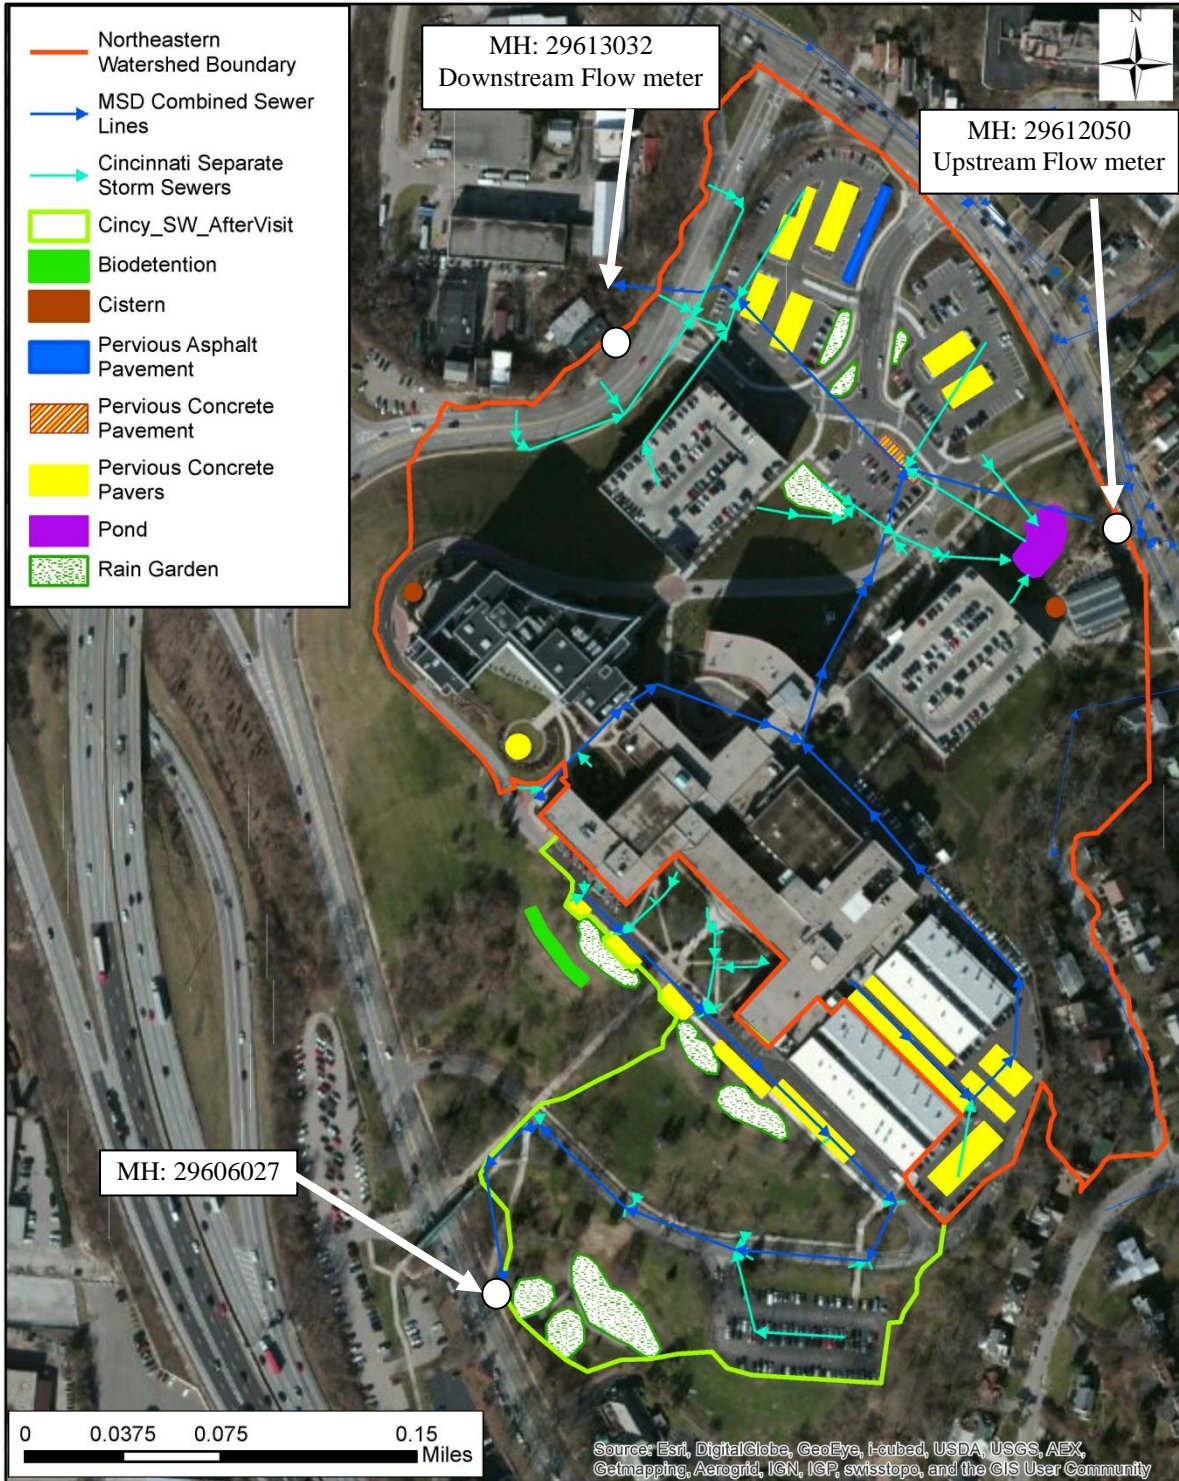 Northeastern
Watershed Boundary
MSD Combined Sewer
Lines
Cincinnati Separate
Storm Sewers
Cincy_SW_AfterVisit
Biodetention
Cistern
Pervious Asphalt
Pavement
Pervious Concrete
Pavement
Pervious Concrete
Pavers
Pond
Rain Garden
MH: 29613032
Downstream Flow meter
N
MH: 29612050
Upstream Flow meter
MH: 29606027
0 0.0375 0.075 0.15
Miles
Source: Esri, DigitalGlobe, GeoEye, i-cubed, USDA, USGS, AEX,
Getmapping, Aerogrid, IGN, IGP, swisstopo, and the GIS User Community